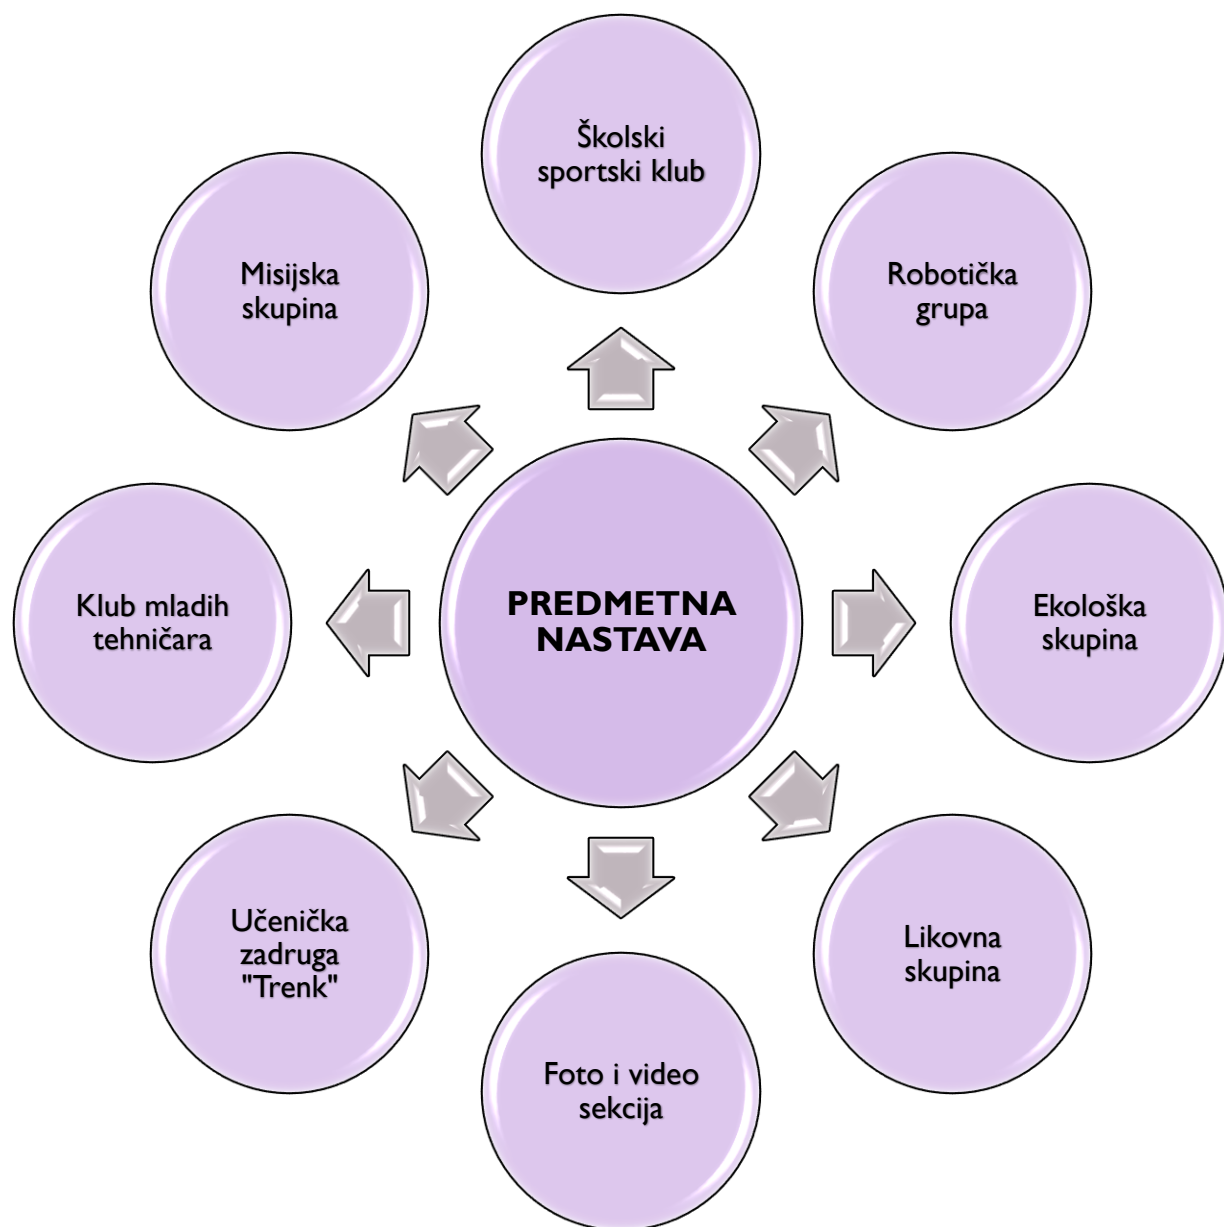 Školski
sportski klub
Robotička
grupa
Ekološka
skupina
Likovna
skupina
Foto i video
sekcija
Učenička
zadruga
"Trenk"
Klub mladih
tehničara
Misijska
skupina
PREDMETNA
NASTAVA